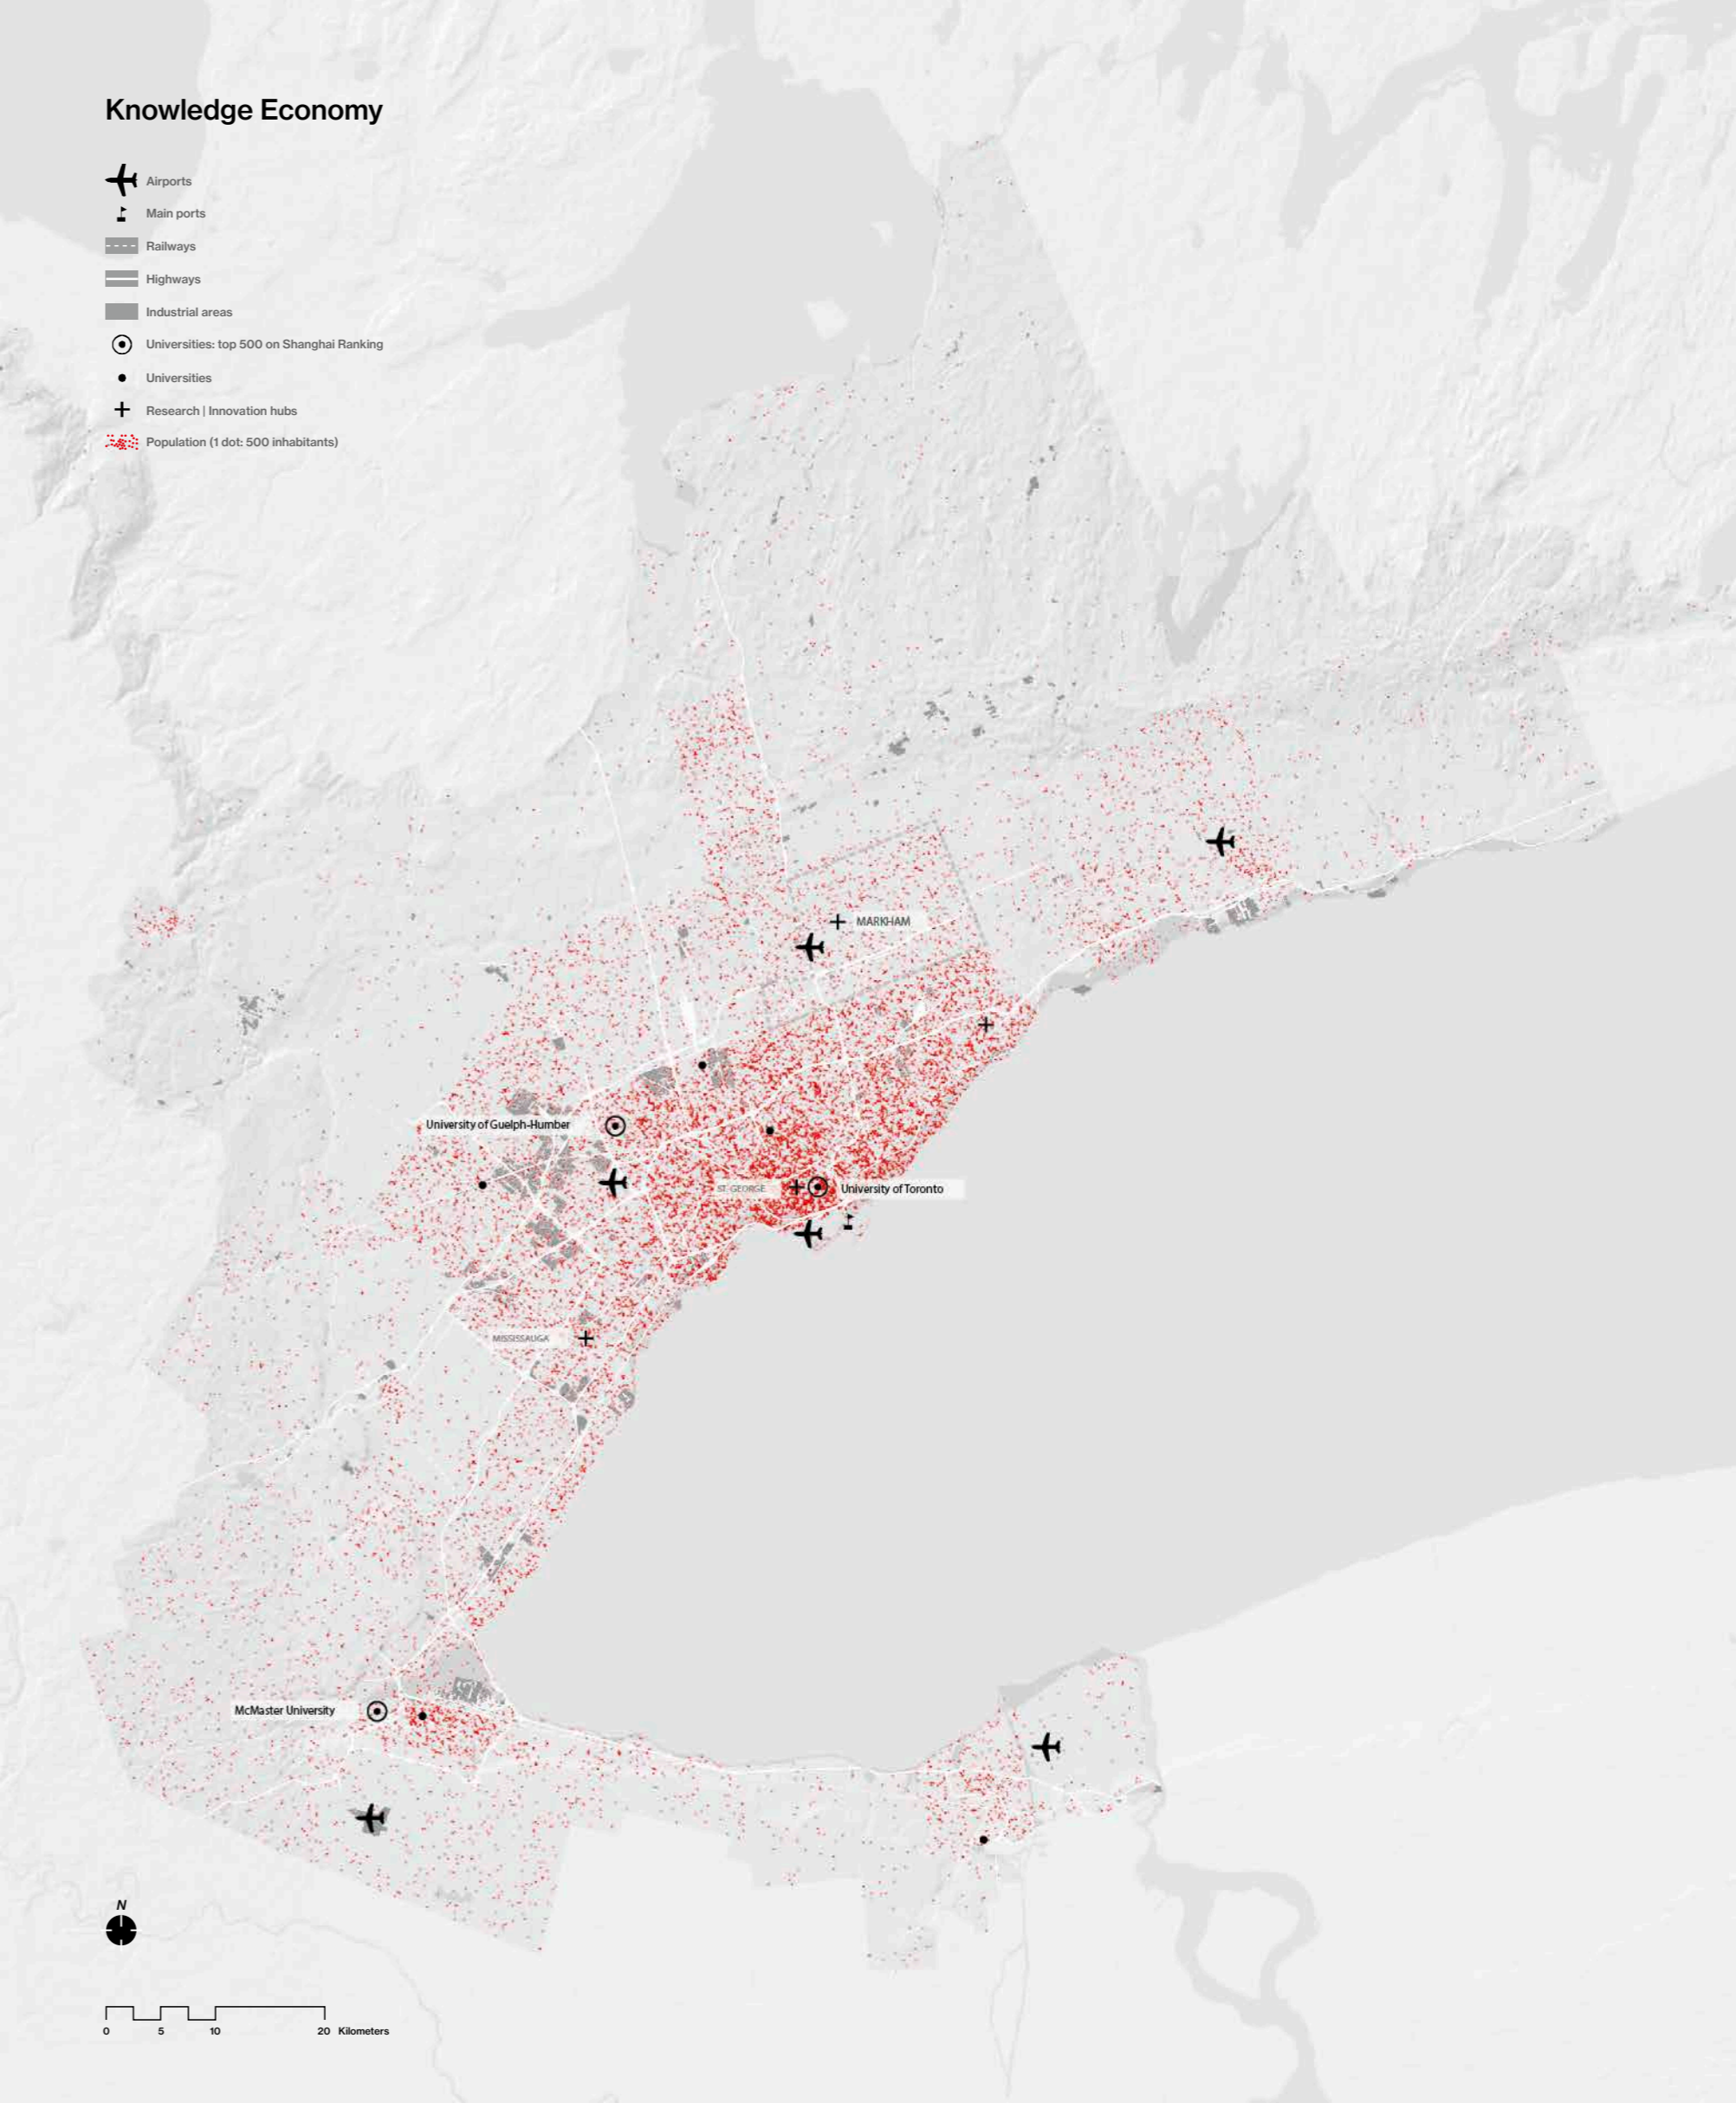 Knowledge Economy
Airports
Main ports
Railways
Highways
Industrial areas
Universities: top 500 on Shanghai Ranking
Universities
Research | Innovation hubs
Population (1 dot: 500 inhabitants)
MARKHAM
University of Guelph-Humber
ST. GEORGE
University of Toronto
MISSISSAUGA
McMaster University
N
0 5 10 20 Kilometers